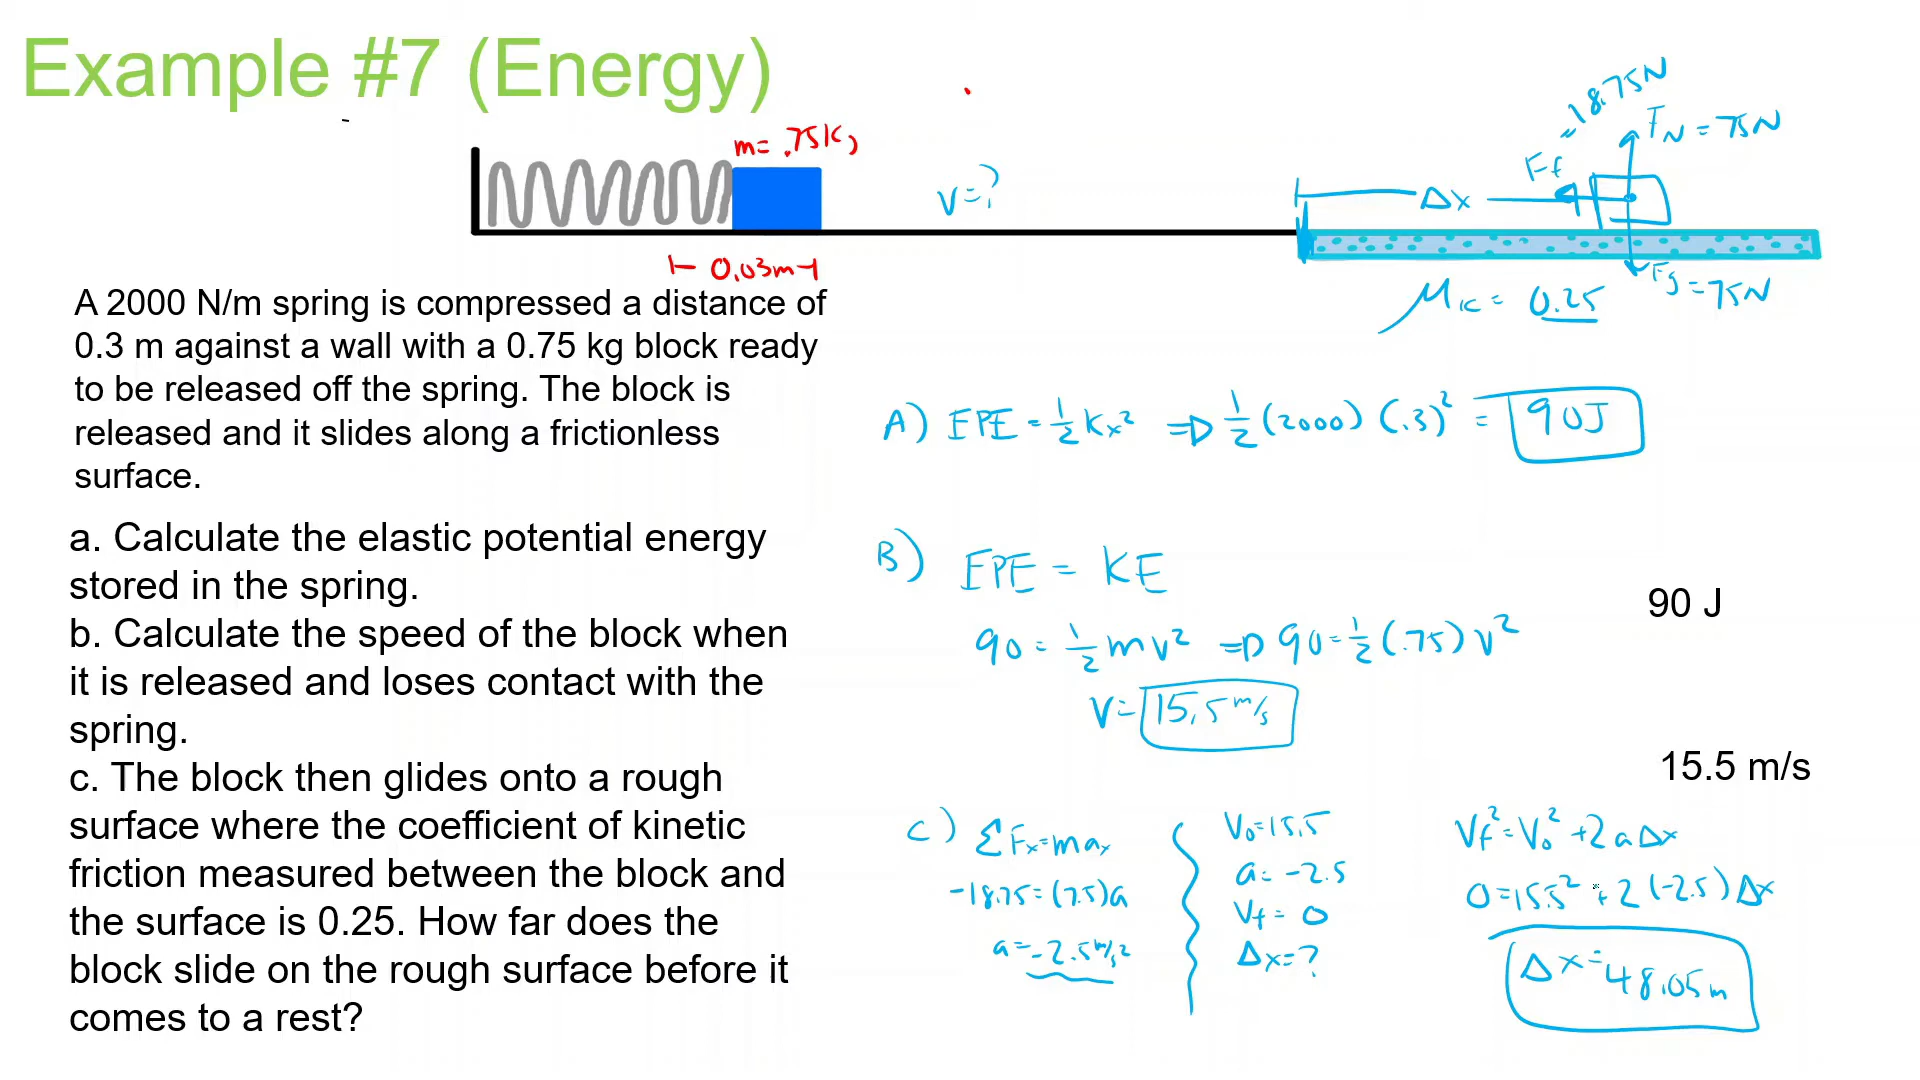 Example #7 (Energy)
m= .75K
0.03m
v=?
Δx
Ff
=18.75N
FN = 75N
Fg = 75N
μk = 0.25
A 2000 N/m spring is compressed a distance of
0.3 m against a wall with a 0.75 kg block ready
to be released off the spring. The block is
released and it slides along a frictionless
surface.
a. Calculate the elastic potential energy
stored in the spring.
b. Calculate the speed of the block when
it is released and loses contact with the
spring.
c. The block then glides onto a rough
surface where the coefficient of kinetic
friction measured between the block and
the surface is 0.25. How far does the
block slide on the rough surface before it
comes to a rest?
A) EPE = 1/2 Kx² ⇒ 1/2 (2000) (.3)² = 90J
B) EPE = KE
90 J
90 = 1/2 mv² ⇒ 90 = 1/2 (.75) v²
V = 15.5 m/s
15.5 m/s
C) ΣFx = max
-18.75 = (7.5)a
a = -2.5 m/s²
V₀ = 15.5
a = -2.5
Vf = 0
Δx = ?
Vf² = V₀² + 2aΔx
0 = 15.5² + 2(-2.5)Δx
Δx = 48.05m